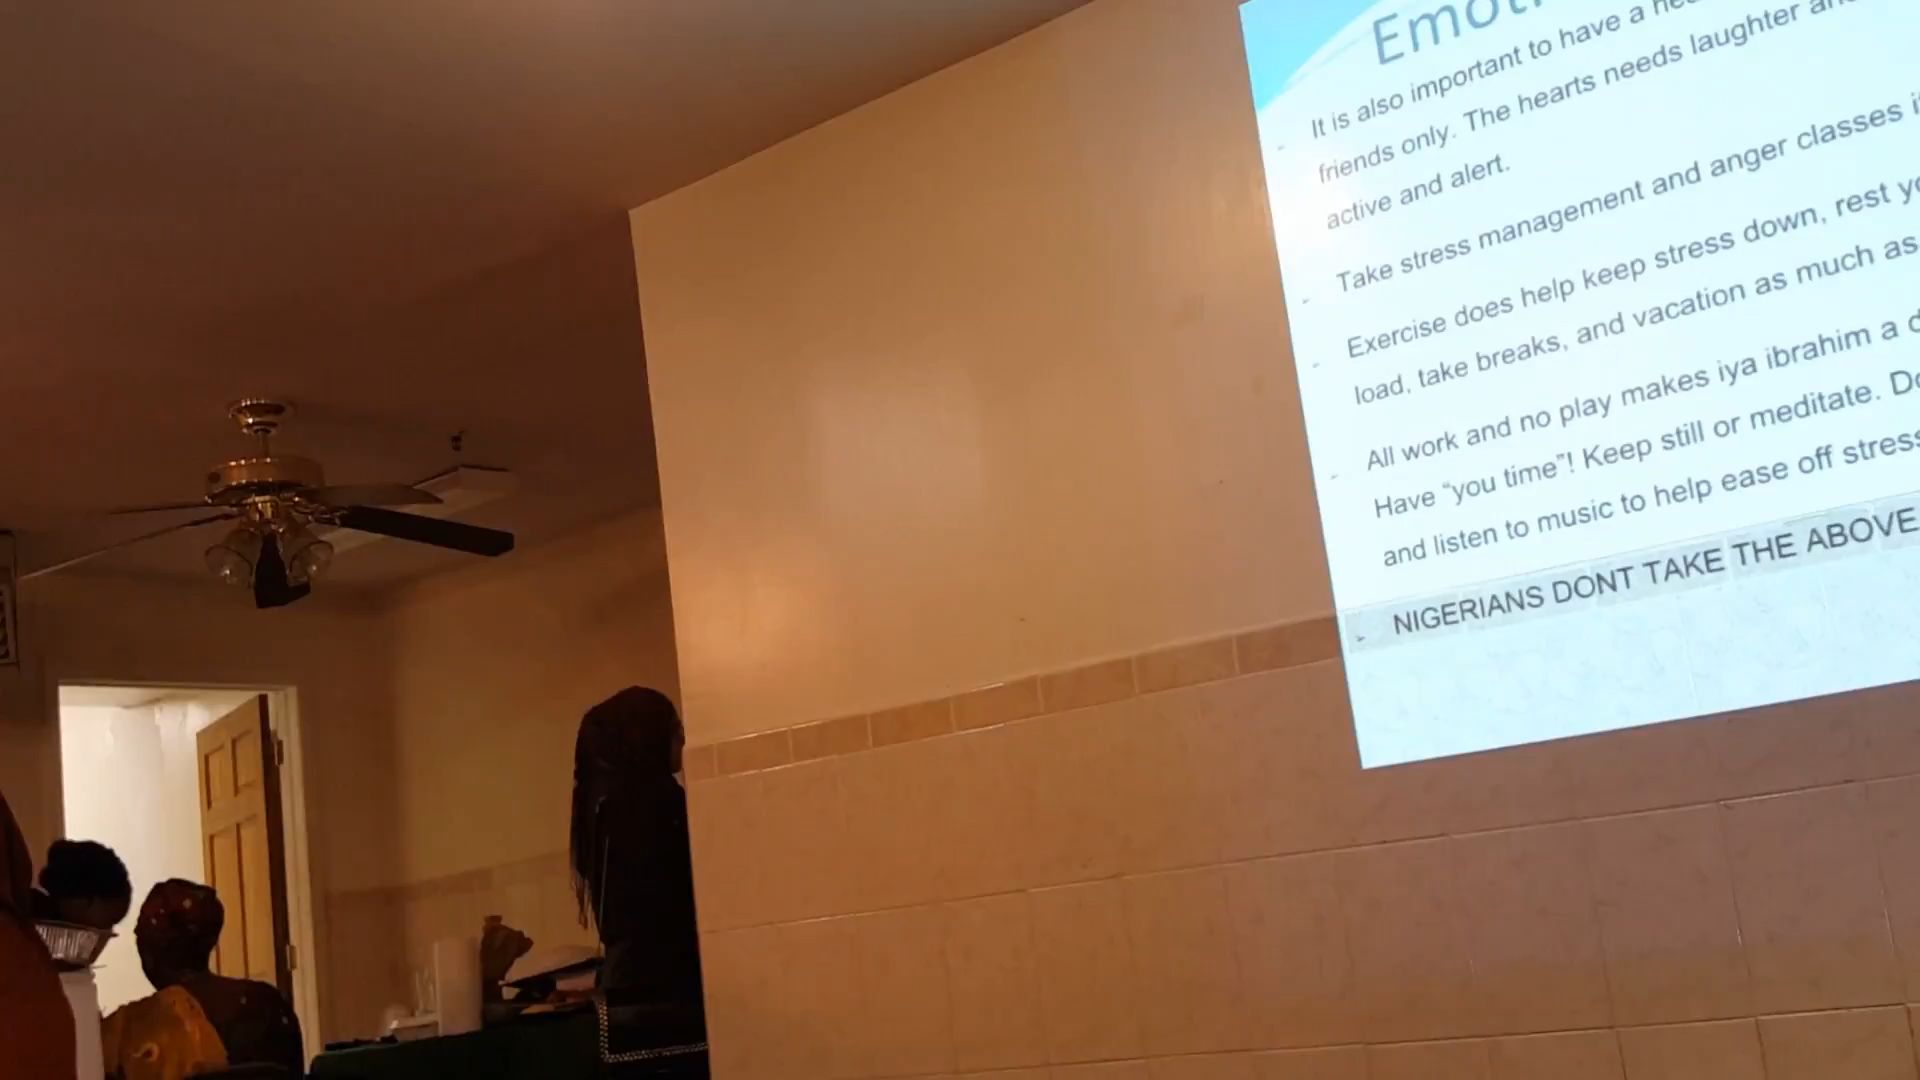 It is also important to have a
friends only. The hearts needs laughter
active and alert.
Take stress management and anger classes
Exercise does help keep stress down, rest
load, take breaks, and vacation as much as
All work and no play makes iya ibrahim a
Have “you time”! Keep still or meditate.
and listen to music to help ease off stress
NIGERIANS DONT TAKE THE ABOVE